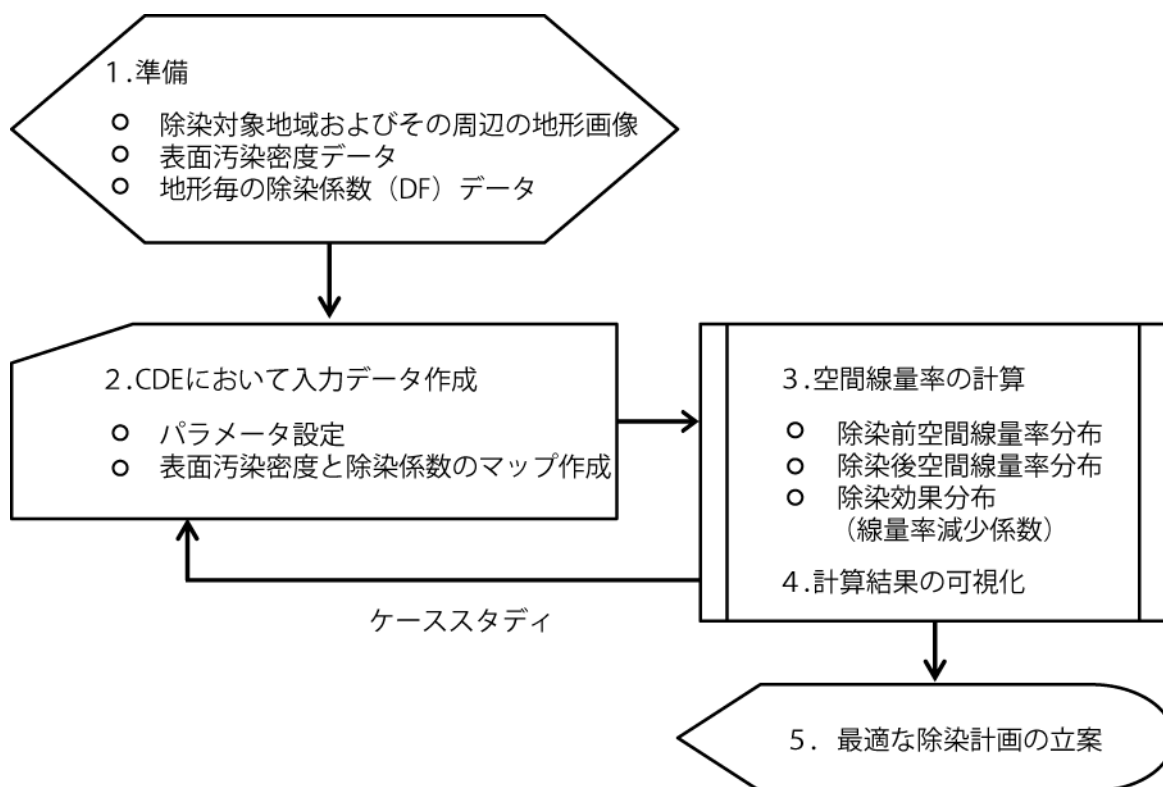 １.準備
除染対象地域およびその周辺の地形画像
表面汚染密度データ
地形毎の除染係数（DF）データ
２.CDEにおいて入力データ作成
パラメータ設定
表面汚染密度と除染係数のマップ作成
３.空間線量率の計算
除染前空間線量率分布
除染後空間線量率分布
除染効果分布
（線量率減少係数）
４.計算結果の可視化
ケーススタディ
５．最適な除染計画の立案